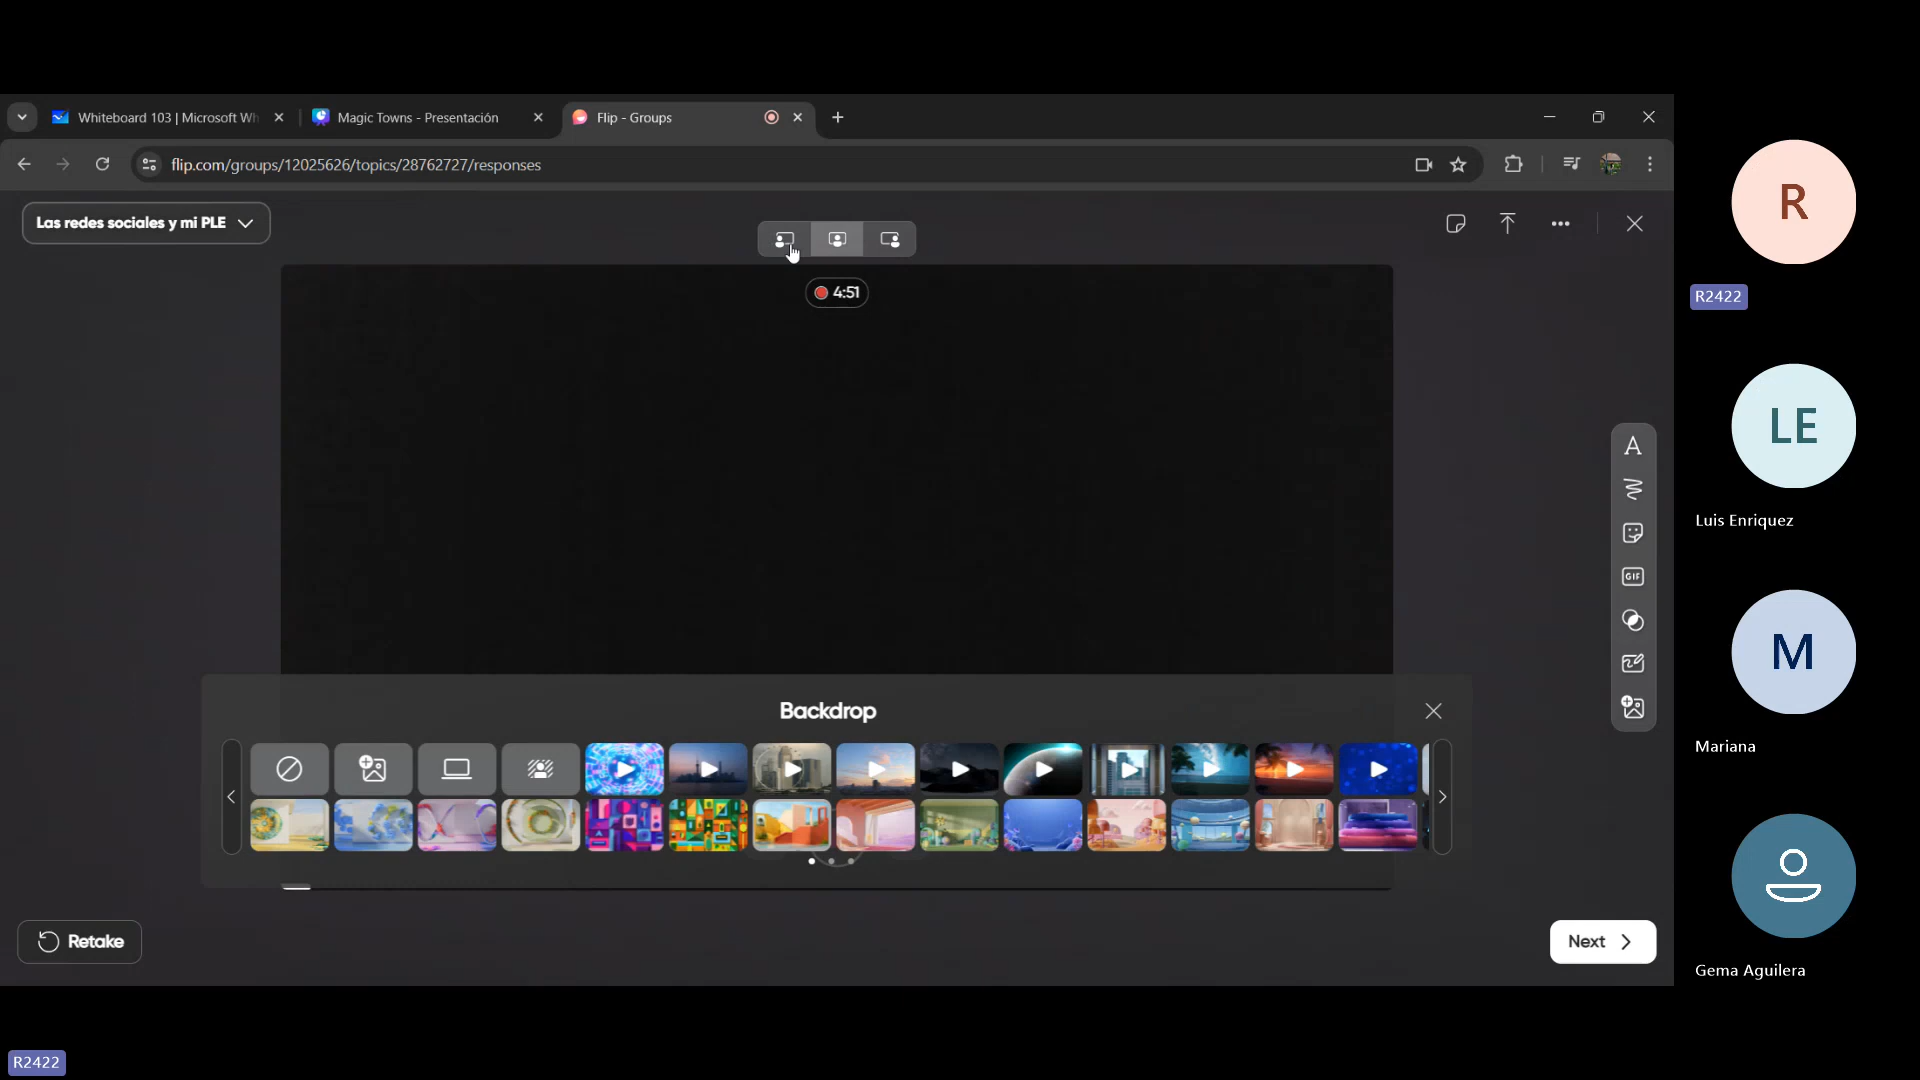 Whiteboard 103 | Microsoft Wh
Magic Towns - Presentación
Flip - Groups
flip.com/groups/12025626/topics/28762727/responses
Las redes sociales y mi PLE
4:51
A
GIF
Backdrop
Retake
Next
R
R2422
LE
Luis Enriquez
M
Mariana
Gema Aguilera
R2422